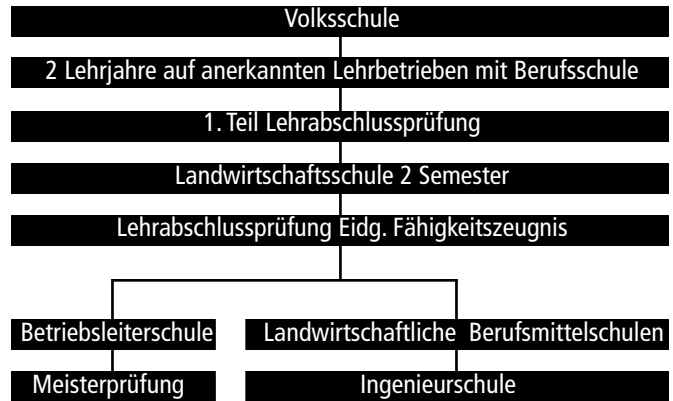 Volksschule
2 Lehrjahre auf anerkannten Lehrbetrieben mit Berufsschule
1. Teil Lehrabschlussprüfung
Landwirtschaftsschule 2 Semester
Lehrabschlussprüfung Eidg. Fähigkeitszeugnis
Betriebsleiterschule
Landwirtschaftliche Berufsmittelschulen
Meisterprüfung
Ingenieurschule